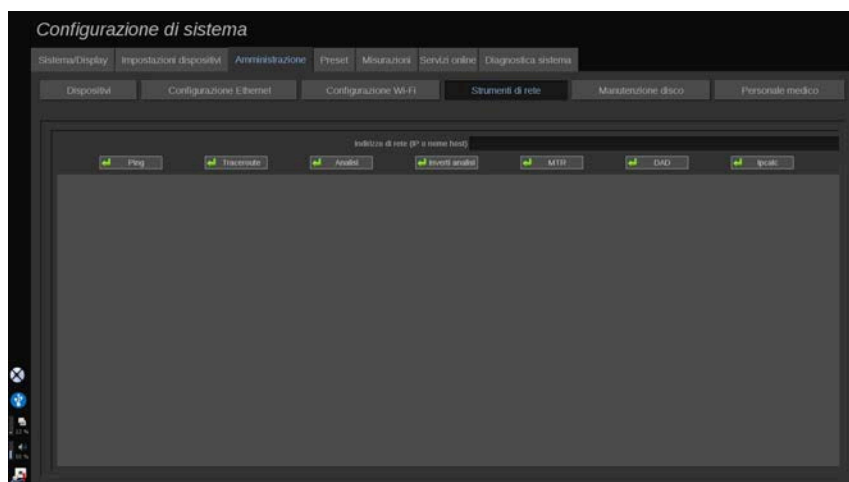 Configurazione di sistema
Sistema/Display Impostazioni dispositivi Amministrazione Preset Misurazioni Servizi online Diagnostica sistema
Dispositivi Configurazione Ethernet Configurazione Wi-Fi Strumenti di rete Manutenzione disco Personale medico
Indirizzo di rete (IP o nome host)
Ping Traceroute Analisi Inverti analisi MTR DAD Ipcalc